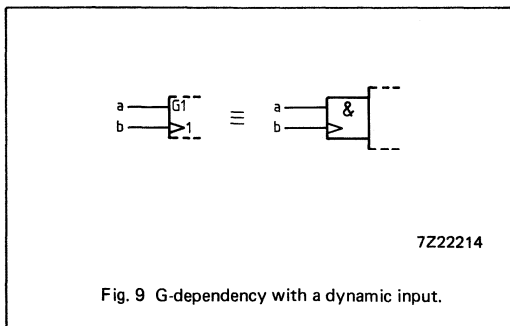 a G1 ≡ a &
b 1 b
7Z22214
Fig. 9 G-dependency with a dynamic input.